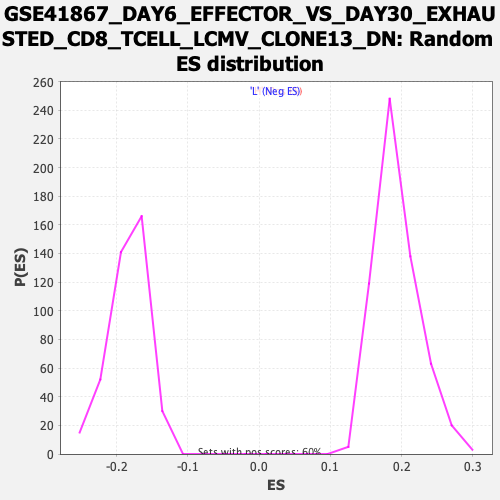 GSE41867_DAY6_EFFECTOR_VS_DAY30_EXHAU
STED_CD8_TCELL_LCMV_CLONE13_DN: Random
ES distribution
260
'L' (Neg ES)
240
220
200
180
160
140
120
100
80
60
40
20
0
P(ES)
Sets with pos scores: 60%
-0.2 -0.1 0.0 0.1 0.2 0.3
ES